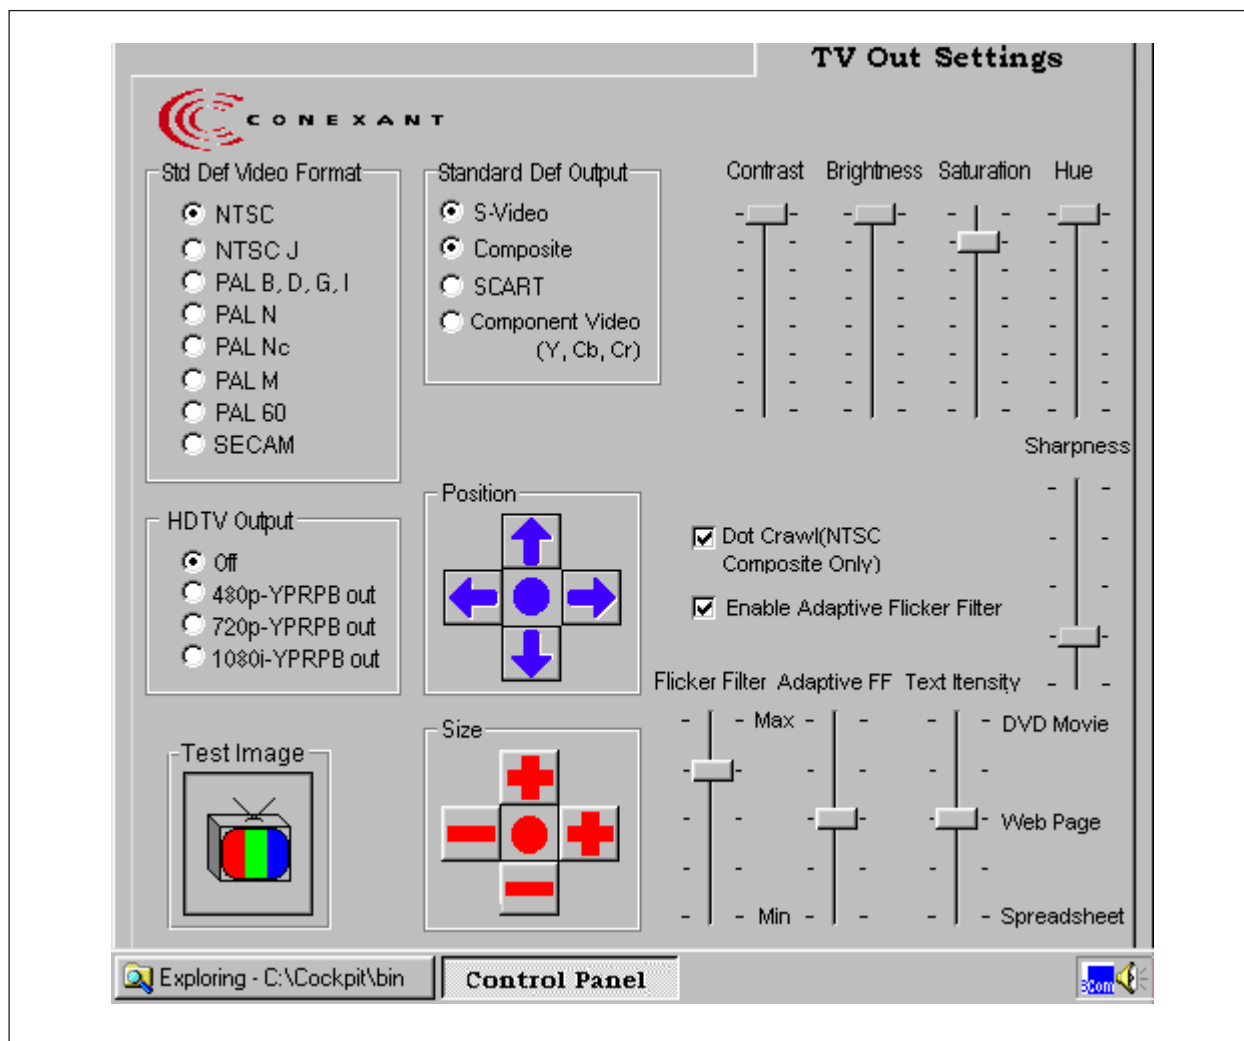 TV Out Settings
CONEXANT
Std Def Video Format
NTSC
NTSC J
PAL B, D, G, I
PAL N
PAL Nc
PAL M
PAL 60
SECAM
Standard Def Output
S-Video
Composite
SCART
Component Video
(Y, Cb, Cr)
Contrast Brightness Saturation Hue
Sharpness
HDTV Output
Off
480p-YPRPB out
720p-YPRPB out
1080i-YPRPB out
Position
Dot Crawl(NTSC
Composite Only)
Enable Adaptive Flicker Filter
Flicker Filter Adaptive FF Text Itensity
Max
Min
DVD Movie
Web Page
Spreadsheet
Test Image
Size
Exploring - C:\Cockpit\bin
Control Panel
3Com